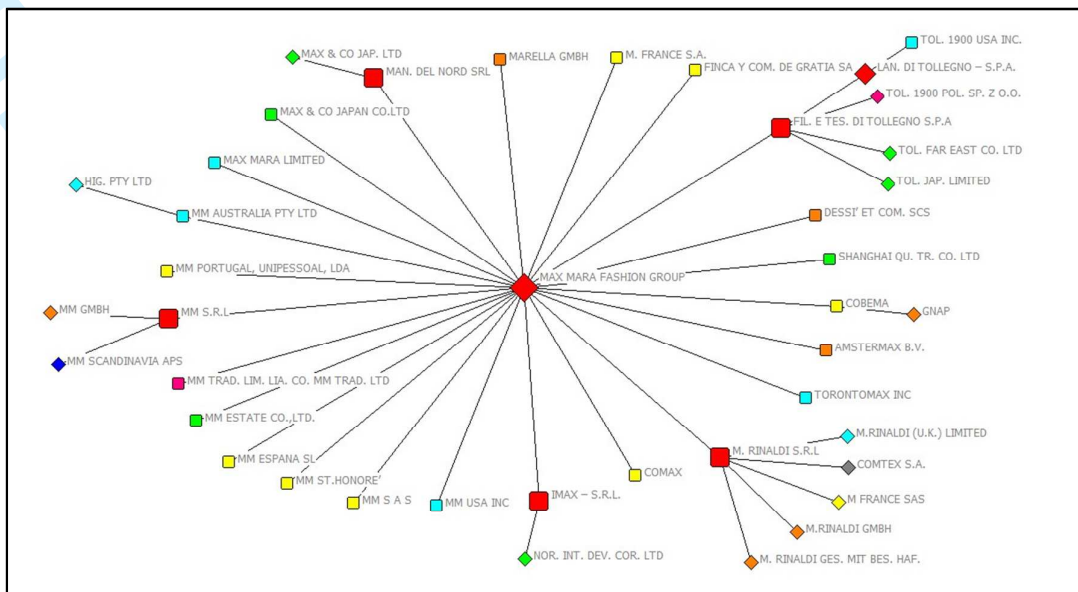 TOL. 1900 USA INC.
MAX & CO JAP. LTD
MARELLA GMBH
M. FRANCE S.A.
FINCA Y COM. DE GRATIA SA
LAN. DI TOLLEGNO – S.P.A.
MAN. DEL NORD SRL
TOL. 1900 POL. SP. Z O.O.
MAX & CO JAPAN CO.LTD
FIL. E TES. DI TOLLEGNO S.P.A
TOL. FAR EAST CO. LTD
MAX MARA LIMITED
HIG. PTY LTD
TOL. JAP. LIMITED
MM AUSTRALIA PTY LTD
DESSI' ET COM. SCS
SHANGHAI QU. TR. CO. LTD
MM PORTUGAL, UNIPESSOAL, LDA
MAX MARA FASHION GROUP
COBEMA
GNAP
MM GMBH
MM S.R.L
AMSTERMAX B.V.
MM SCANDINAVIA APS
MM TRAD. LIM. LIA. CO. MM TRAD. LTD
TORONTOMAX INC
MM ESTATE CO.,LTD.
M.RINALDI (U.K.) LIMITED
M. RINALDI S.R.L
MM ESPANA SL
COMTEX S.A.
COMAX
MM ST.HONORE'
M FRANCE SAS
MM S A S
MM USA INC
IMAX – S.R.L.
M.RINALDI GMBH
NOR. INT. DEV. COR. LTD
M. RINALDI GES. MIT BES. HAF.